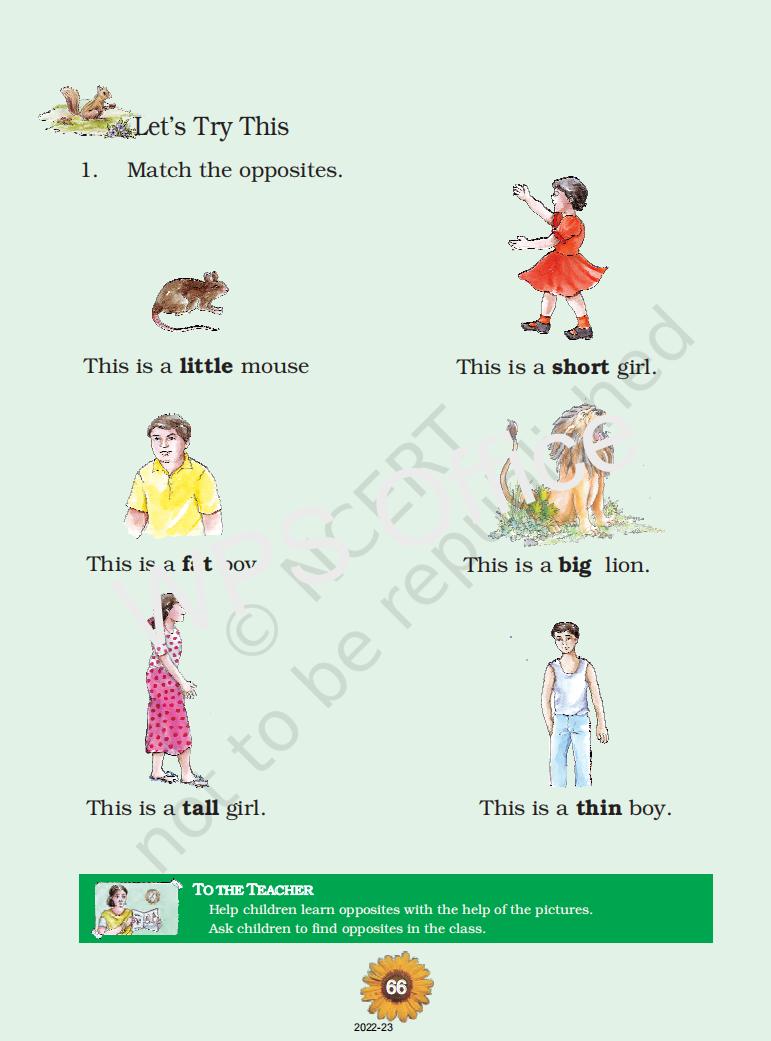 Let's Try This
1. Match the opposites.
This is a little mouse
This is a short girl.
This is a fat boy
This is a big lion.
This is a tall girl.
This is a thin boy.
TO THE TEACHER
Help children learn opposites with the help of the pictures.
Ask children to find opposites in the class.
66
2022-23
© NCERT
not to be republished
WPS Office